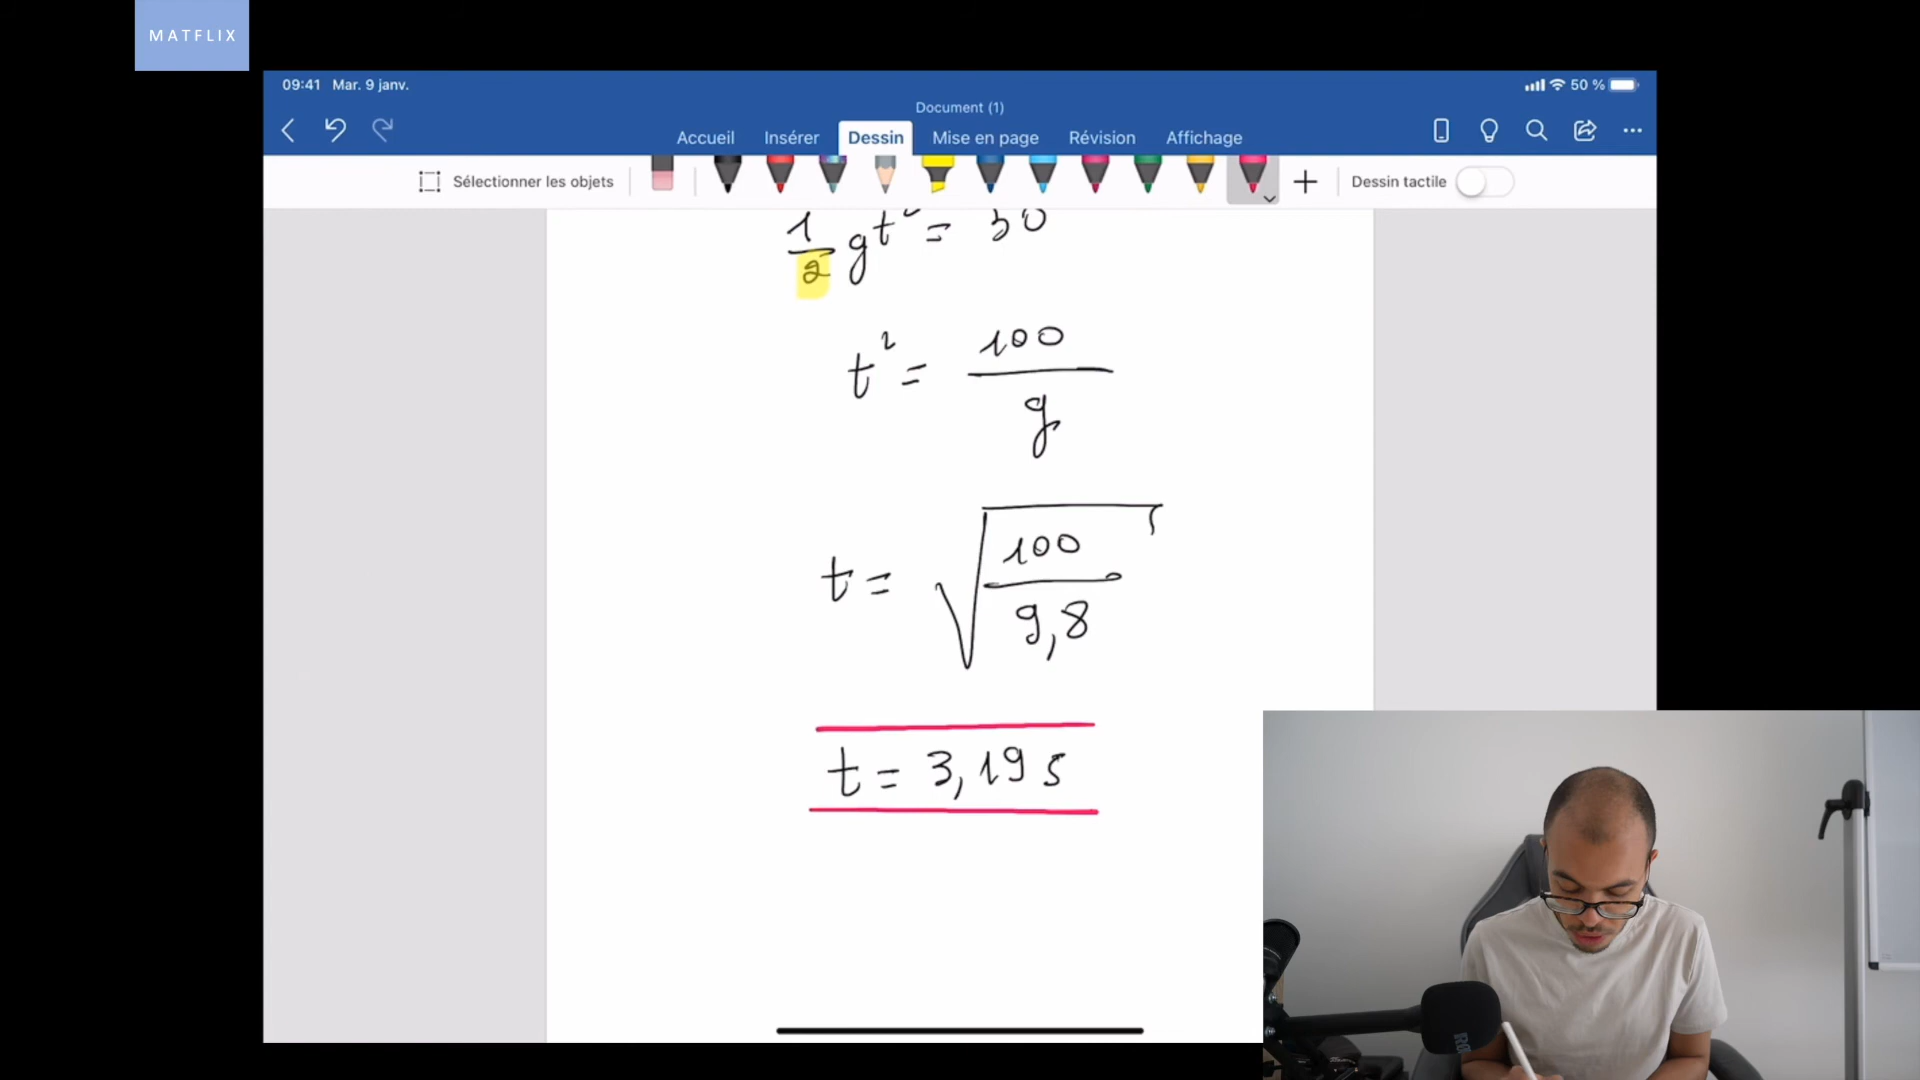 MATFLIX
09:41 Mar. 9 janv.
50 %
Document (1)
Accueil Insérer Dessin Mise en page Révision Affichage
Sélectionner les objets
Dessin tactile
1/2 gt² = 50
t² = 100/g
t = √(100/9,8)
t = 3,19 s
RØ